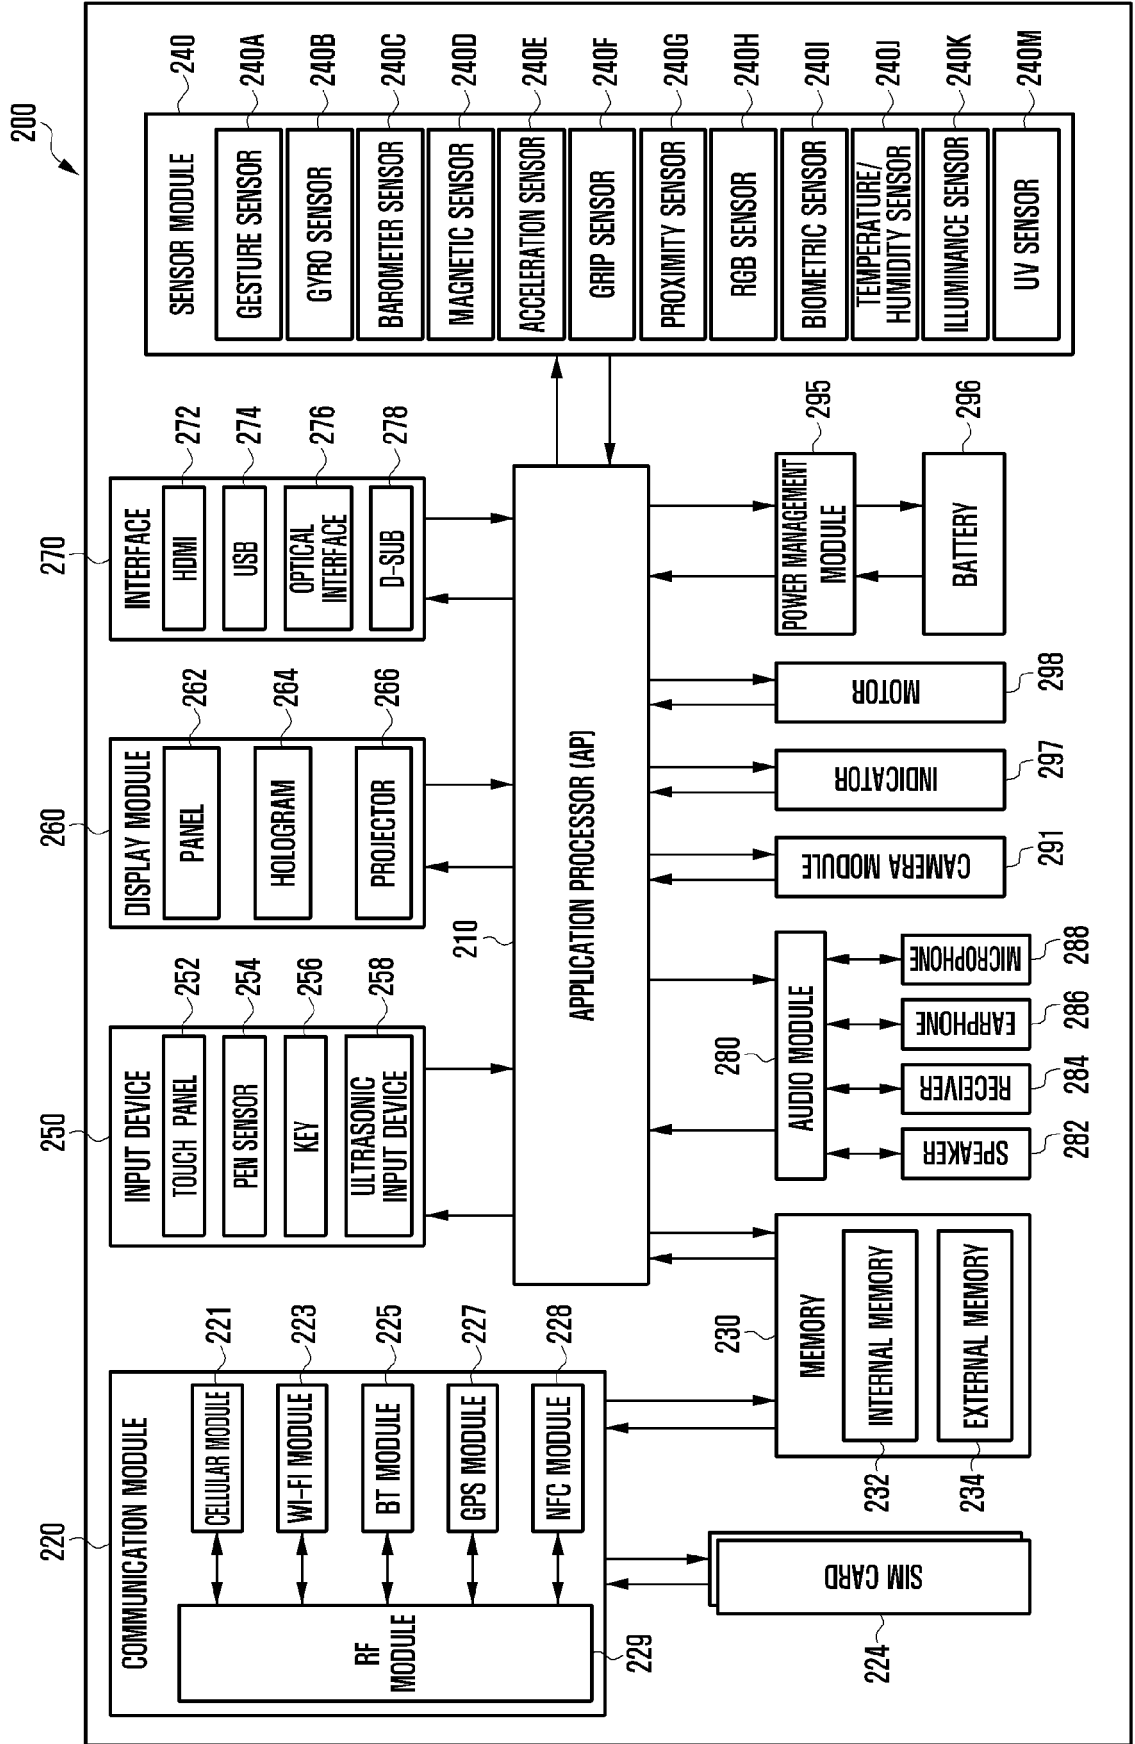 200
220
COMMUNICATION MODULE
RF
MODULE
229
CELLULAR MODULE
221
WI-FI MODULE
223
BT MODULE
225
GPS MODULE
227
NFC MODULE
228
SIM CARD
224
250
INPUT DEVICE
TOUCH PANEL
252
PEN SENSOR
254
KEY
256
ULTRASONIC
INPUT DEVICE
258
260
DISPLAY MODULE
PANEL
262
HOLOGRAM
264
PROJECTOR
266
270
INTERFACE
HDMI
272
USB
274
OPTICAL
INTERFACE
276
D-SUB
278
SENSOR MODULE
240
GESTURE SENSOR
240A
GYRO SENSOR
240B
BAROMETER SENSOR
240C
MAGNETIC SENSOR
240D
ACCELERATION SENSOR
240E
GRIP SENSOR
240F
PROXIMITY SENSOR
240G
RGB SENSOR
240H
BIOMETRIC SENSOR
240I
TEMPERATURE/
HUMIDITY SENSOR
240J
ILLUMINANCE SENSOR
240K
UV SENSOR
240M
210
APPLICATION PROCESSOR (AP)
230
MEMORY
INTERNAL MEMORY
232
EXTERNAL MEMORY
234
280
AUDIO MODULE
SPEAKER
282
RECEIVER
284
EARPHONE
286
MICROPHONE
288
CAMERA MODULE
291
INDICATOR
297
MOTOR
298
POWER MANAGEMENT
MODULE
295
BATTERY
296